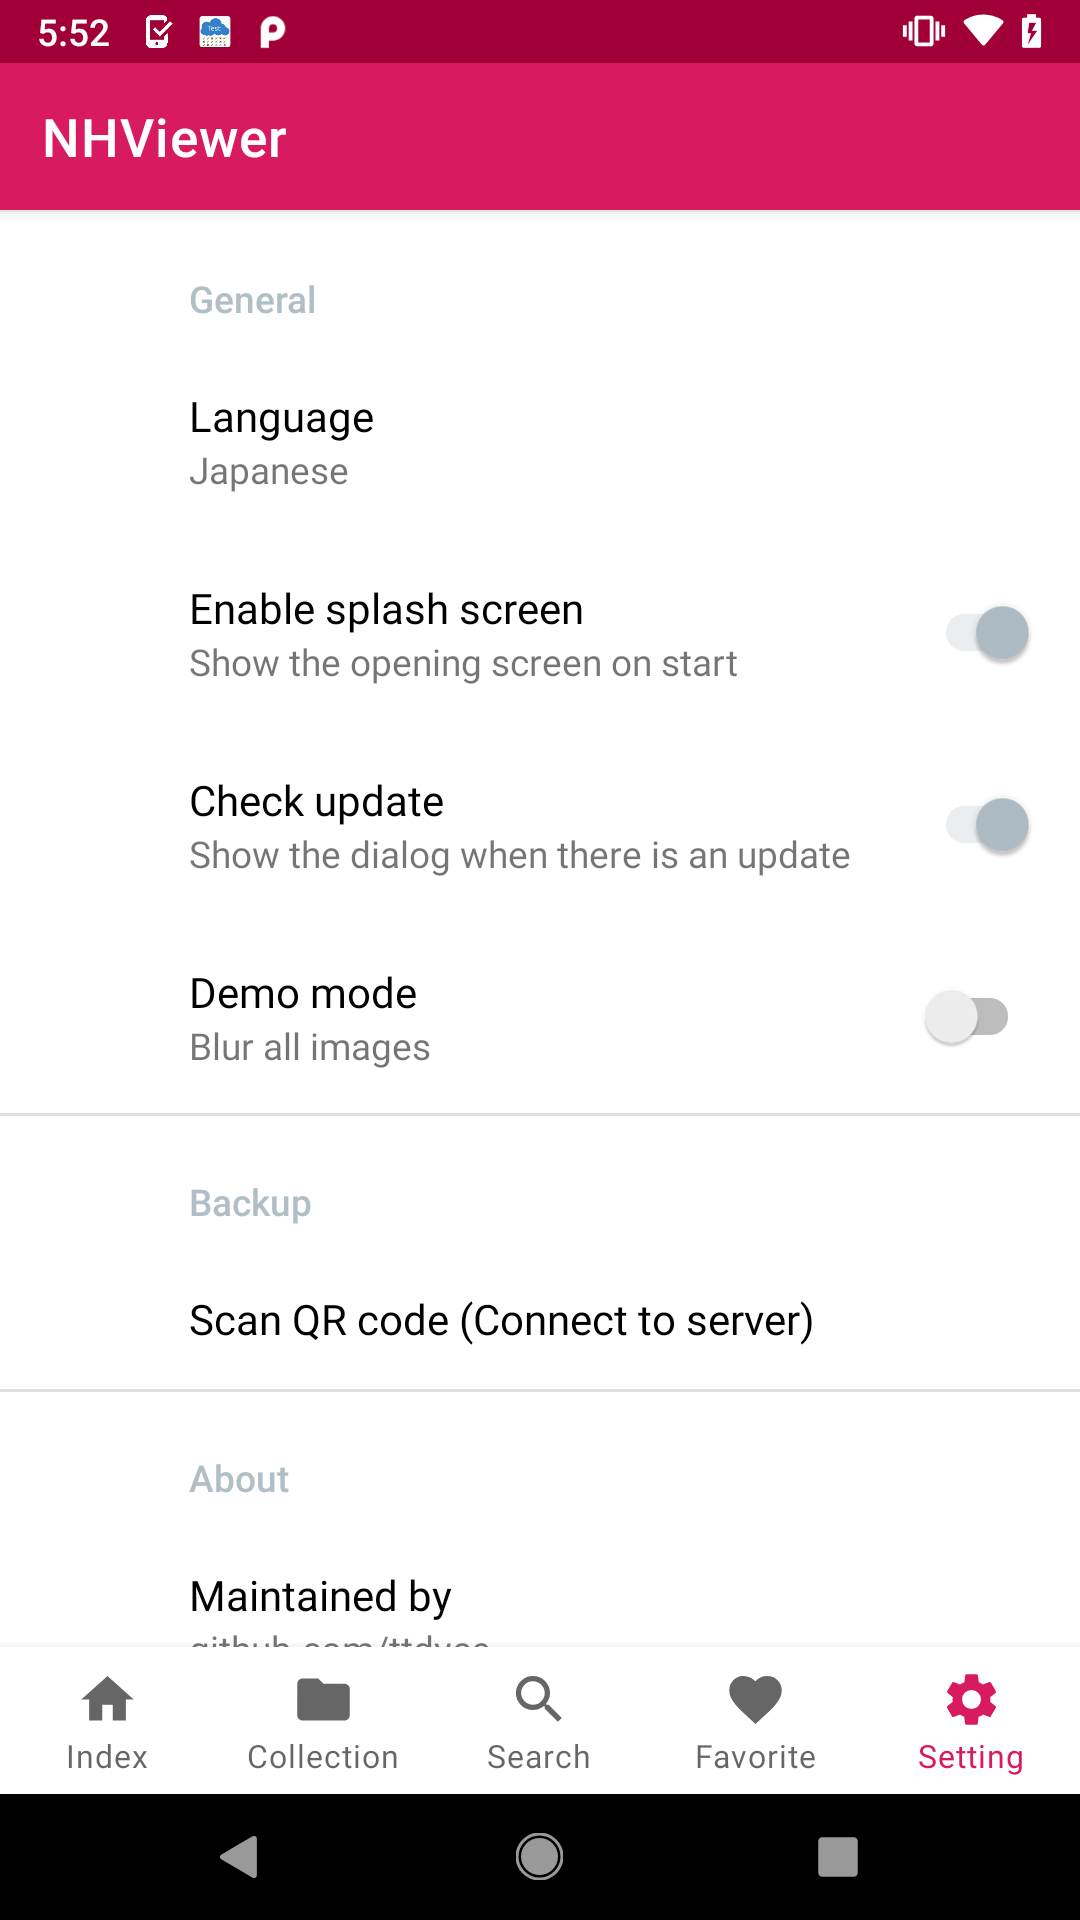 5:52
NHViewer
General
Language
Japanese
Enable splash screen
Show the opening screen on start
Check update
Show the dialog when there is an update
Demo mode
Blur all images
Backup
Scan QR code (Connect to server)
About
Maintained by
Index
Collection
Search
Favorite
Setting